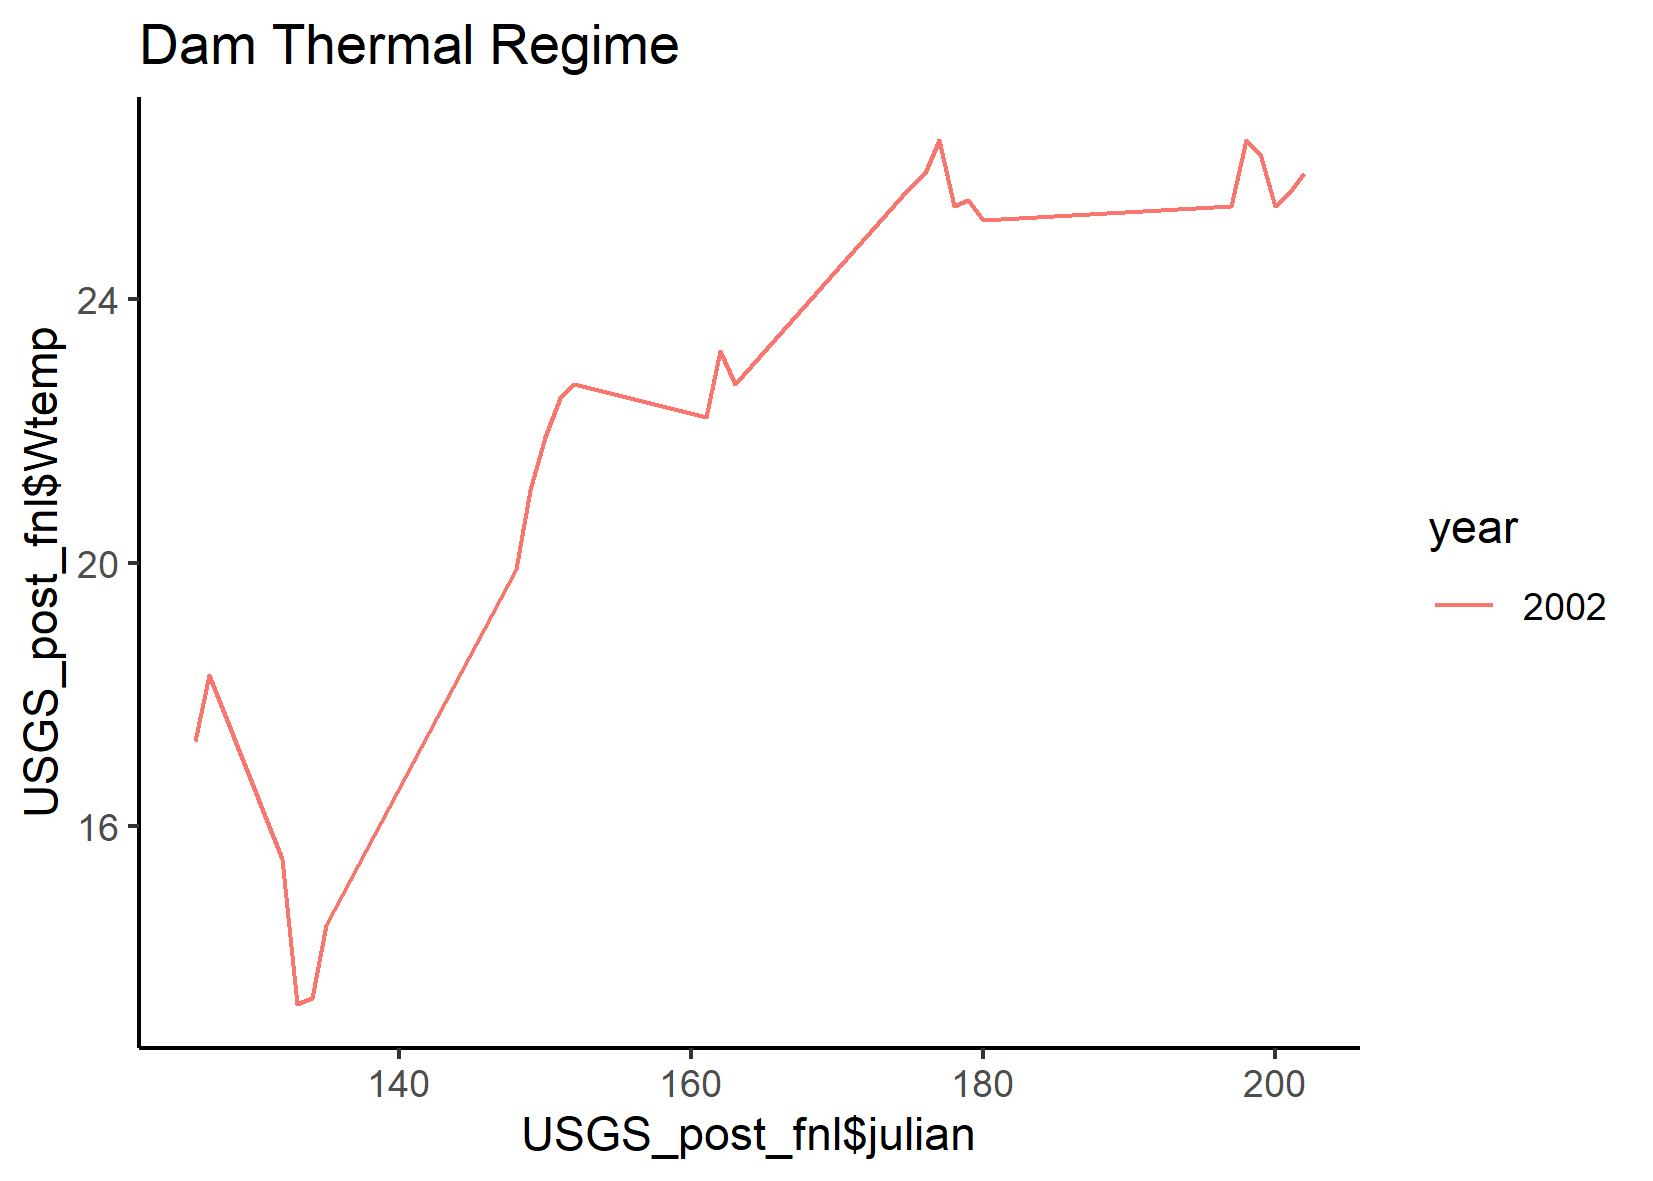 Dam Thermal Regime
USGS_post_fnl$Wtemp
24
20
16
140 160 180 200
USGS_post_fnl$julian
year
2002